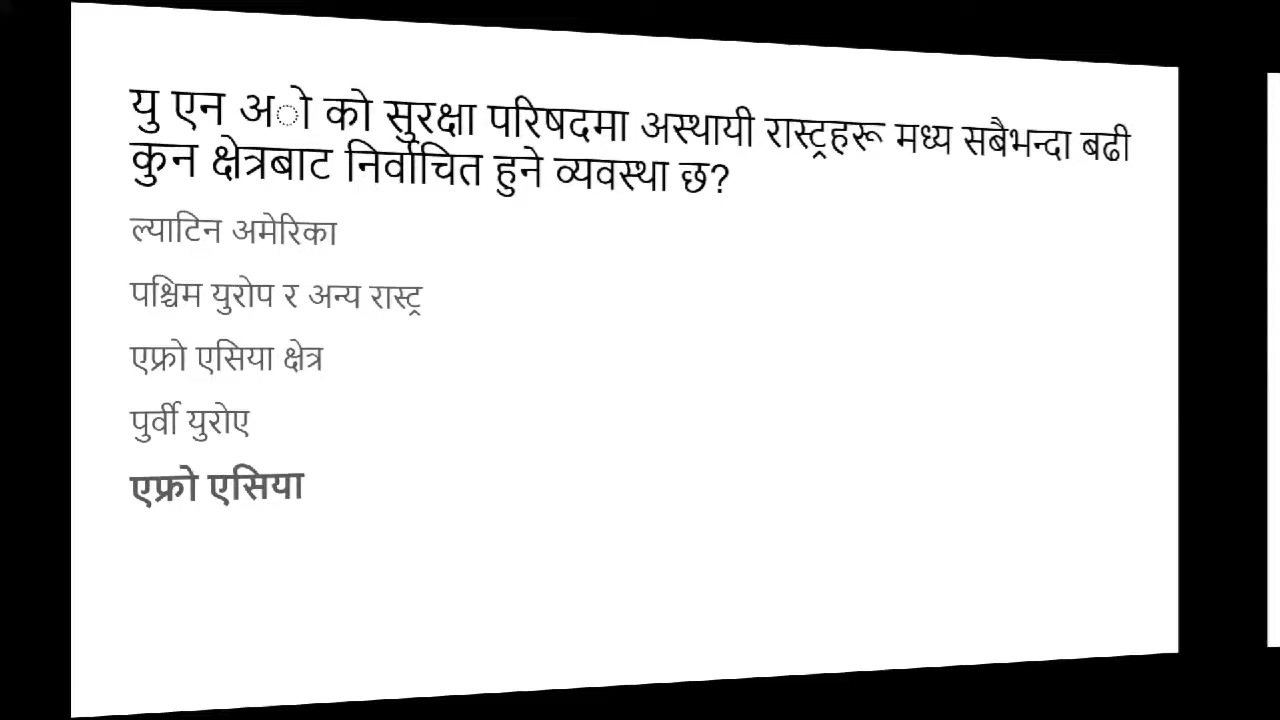 यु एन अो को सुरक्षा परिषदमा अस्थायी रास्ट्रहरू मध्य सबैभन्दा बढी
कुन क्षेत्रबाट निर्वाचित हुने व्यवस्था छ?
ल्याटिन अमेरिका
पश्चिम युरोप र अन्य रास्ट्र
एफ्रो एसिया क्षेत्र
पुर्वी युरोए
एफ्रो एसिया